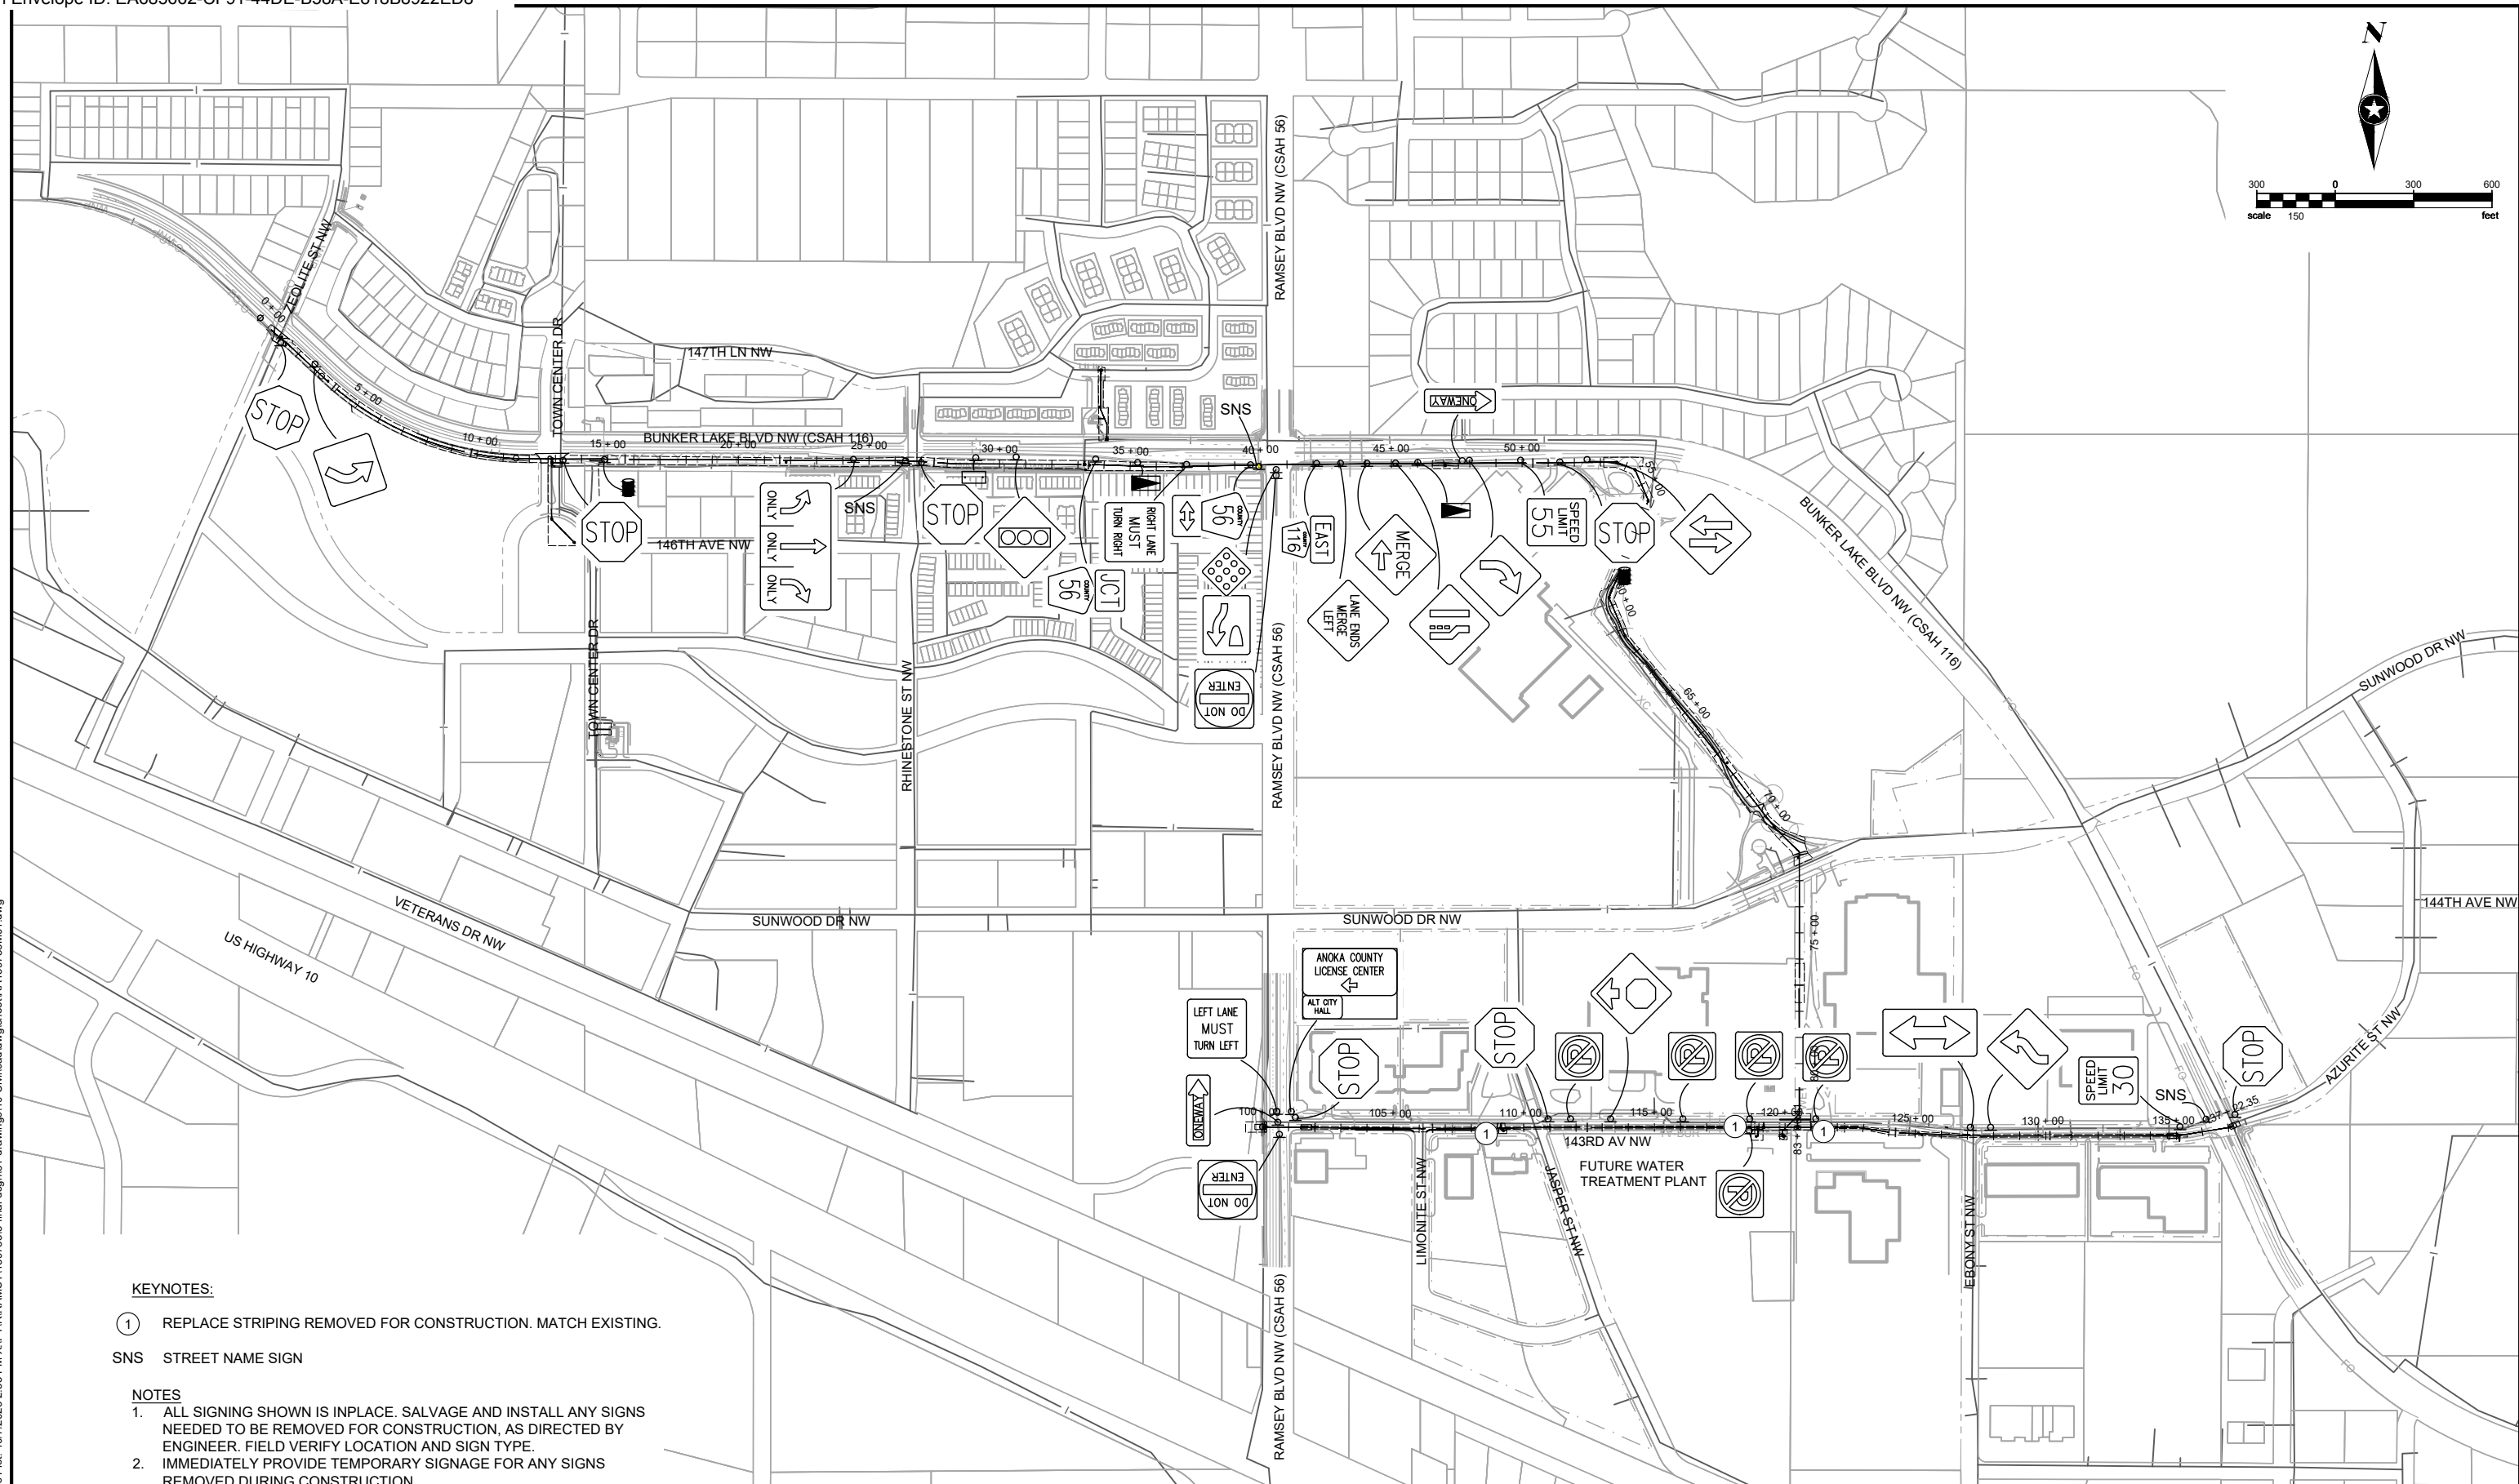 N
300
0
300
600
scale
150
feet
RAMSEY BLVD NW (CSAH 56)
ZEOLITE ST NW
0+00
5+00
10+00
TOWN CENTER DR
147TH LN NW
BUNKER LAKE BLVD NW (CSAH 116)
15+00
20+00
25+00
30+00
35+00
40+00
45+00
50+00
55+00
SNS
ONEWAY
STOP
STOP
ONLY
ONLY
ONLY
SNS
STOP
146TH AVE NW
RIGHT LANE
MUST
TURN RIGHT
COUNTY
56
JCT
COUNTY
56
EAST
COUNTY
116
MERGE
LANE ENDS
MERGE
LEFT
SPEED
LIMIT
55
STOP
DO NOT
ENTER
BUNKER LAKE BLVD NW (CSAH 116)
SUNWOOD DR NW
TOWN CENTER DR
RHINESTONE ST NW
RAMSEY BLVD NW (CSAH 56)
XC
65+00
70+00
75+00
VETERANS DR NW
US HIGHWAY 10
SUNWOOD DR NW
SUNWOOD DR NW
144TH AVE NW
ANOKA COUNTY
LICENSE CENTER
ALT CITY
HALL
LEFT LANE
MUST
TURN LEFT
ONEWAY
STOP
STOP
P
P
P
P
SPEED
LIMIT
30
SNS
STOP
AZURITE ST NW
105+00
110+00
115+00
125+00
130+00
135+00
1
1
1
143RD AV NW
DO NOT
ENTER
FUTURE WATER
TREATMENT PLANT
P
LIMONITE ST NW
JASPER ST NW
EBONY ST NW
RAMSEY BLVD NW (CSAH 56)
KEYNOTES:
1 REPLACE STRIPING REMOVED FOR CONSTRUCTION. MATCH EXISTING.
SNS STREET NAME SIGN
NOTES
1. ALL SIGNING SHOWN IS INPLACE. SALVAGE AND INSTALL ANY SIGNS
NEEDED TO BE REMOVED FOR CONSTRUCTION, AS DIRECTED BY
ENGINEER. FIELD VERIFY LOCATION AND SIGN TYPE.
2. IMMEDIATELY PROVIDE TEMPORARY SIGNAGE FOR ANY SIGNS
REMOVED DURING CONSTRUCTION